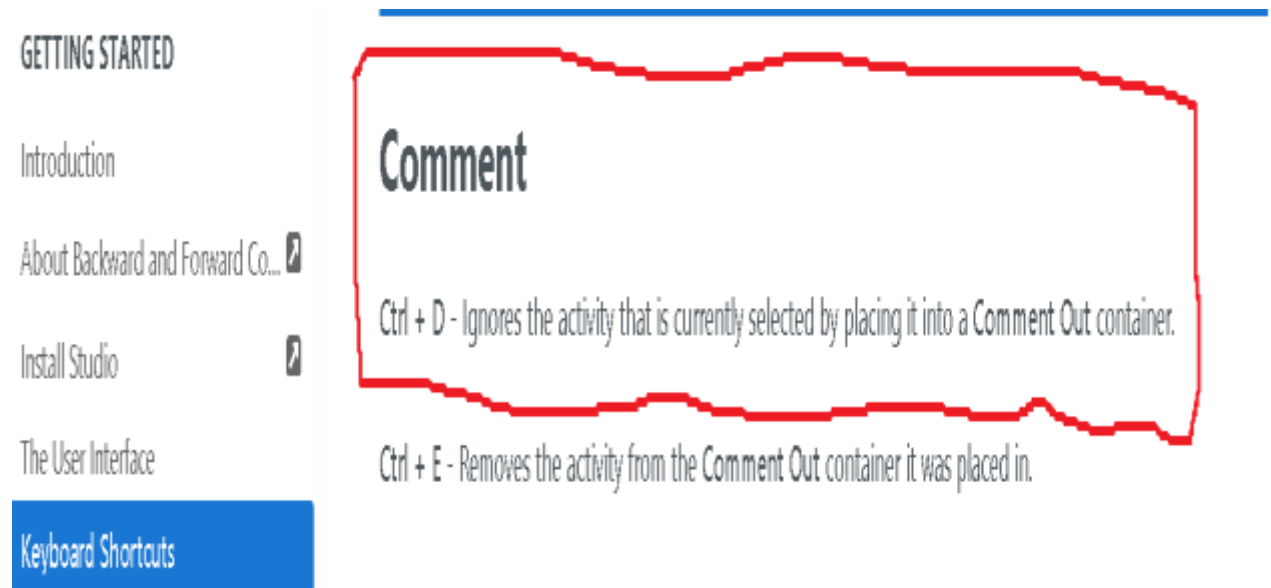 GETTING STARTED
Introduction
About Backward and Forward Co...
Install Studio
The User Interface
Keyboard Shortcuts
Comment
Ctrl + D - Ignores the activity that is currently selected by placing it into a Comment Out container.
Ctrl + E - Removes the activity from the Comment Out container it was placed in.